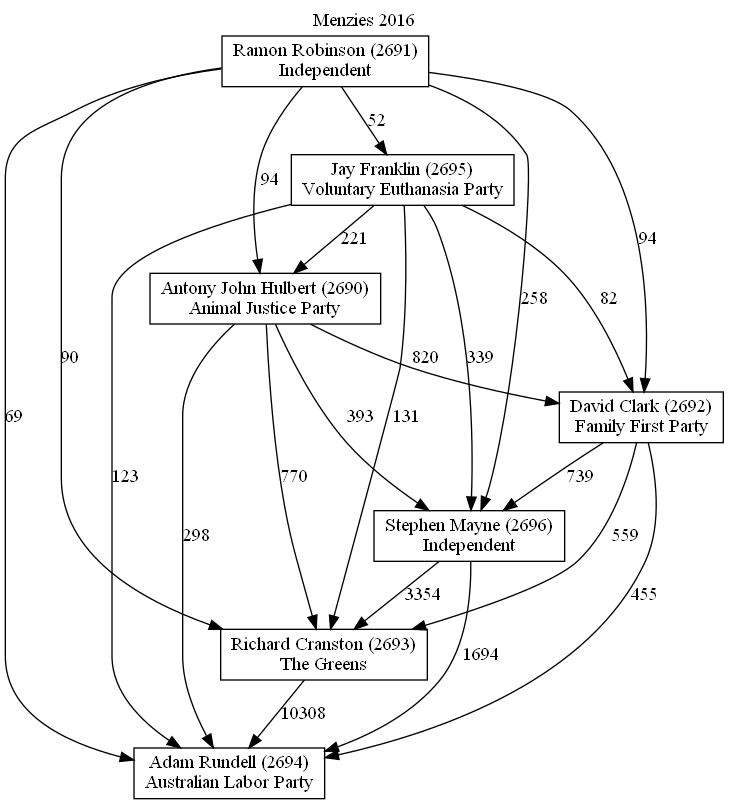 Menzies 2016
Ramon Robinson (2691)
Independent
52
Jay Franklin (2695)
Voluntary Euthanasia Party
94
221
94
Antony John Hulbert (2690)
Animal Justice Party
258
82
90
820
339
David Clark (2692)
Family First Party
69
393
131
123
770
739
Stephen Mayne (2696)
Independent
298
559
3354
455
Richard Cranston (2693)
The Greens
1694
10308
Adam Rundell (2694)
Australian Labor Party